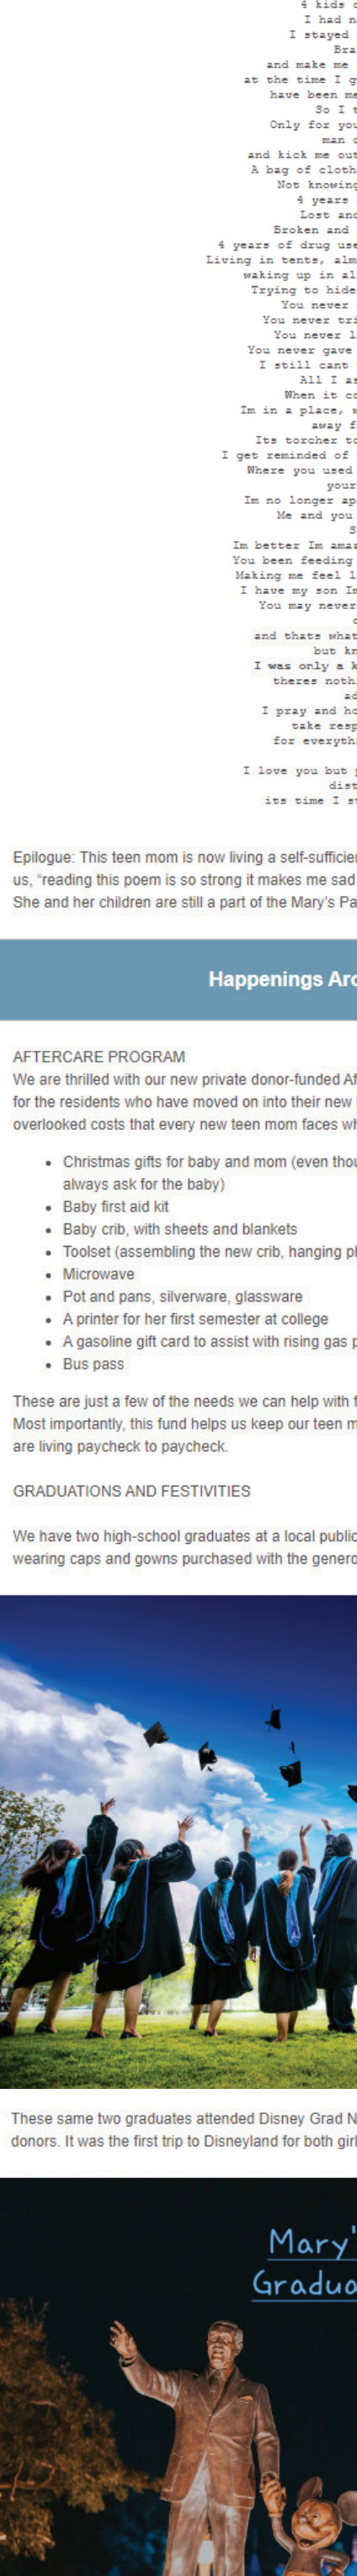 4 kids
I had n
I stayed
Bra
and make me
at the time I g
have been me
So I t
Only for you
man
and kick me out
A bag of cloth
Not knowing
4 years
Lost and
Broken and
4 years of drug use
Living in tents, alm
waking up in al
Trying to hide
You never
You never tri
You never l
You never gave
I still cant
All I as
When it co
Im in a place, w
away f
Its torcher to
I get reminded of
Where you used
your
Im no longer ap
Me and you
S
Im better Im amaz
You been feeding
Making me feel l
I have my son Im
You may never
and thats what
but kn
I was only a k
theres noth
ad
I pray and ho
take resp
for everyth
I love you but
dist
its time I st
Epilogue: This teen mom is now living a self-sufficie
us, “reading this poem is so strong it makes me sad
She and her children are still a part of the Mary’s Pa
Happenings Aro
AFTERCARE PROGRAM
We are thrilled with our new private donor-funded Af
for the residents who have moved on into their new
overlooked costs that every new teen mom faces wh
• Christmas gifts for baby and mom (even thou
always ask for the baby)
• Baby first aid kit
• Baby crib, with sheets and blankets
• Toolset (assembling the new crib, hanging pi
• Microwave
• Pot and pans, silverware, glassware
• A printer for her first semester at college
• A gasoline gift card to assist with rising gas p
• Bus pass
These are just a few of the needs we can help with t
Most importantly, this fund helps us keep our teen m
are living paycheck to paycheck.
GRADUATIONS AND FESTIVITIES
We have two high-school graduates at a local public
wearing caps and gowns purchased with the genero
These same two graduates attended Disney Grad N
donors. It was the first trip to Disneyland for both girl
Mary'
Gradua